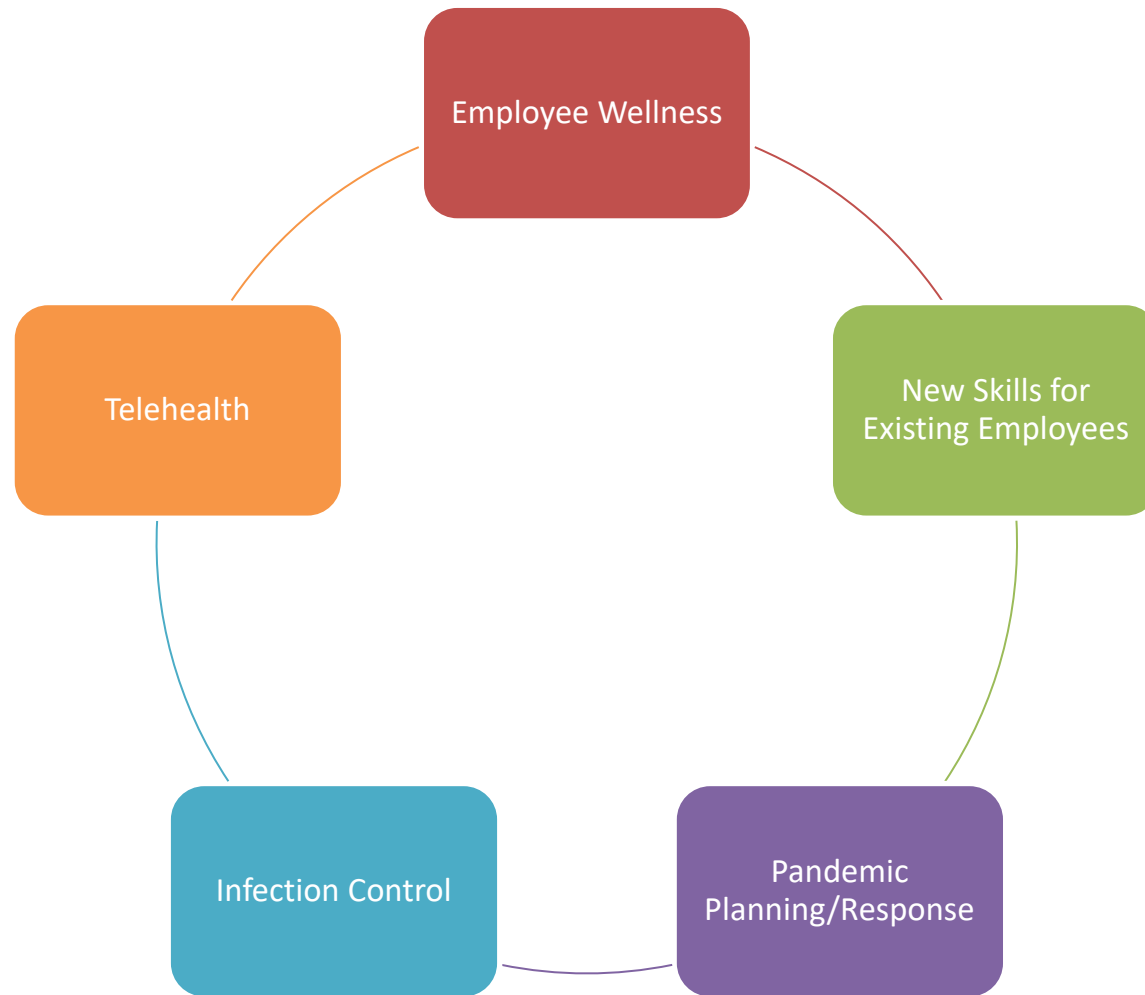 Employee Wellness
New Skills for
Existing Employees
Pandemic
Planning/Response
Infection Control
Telehealth